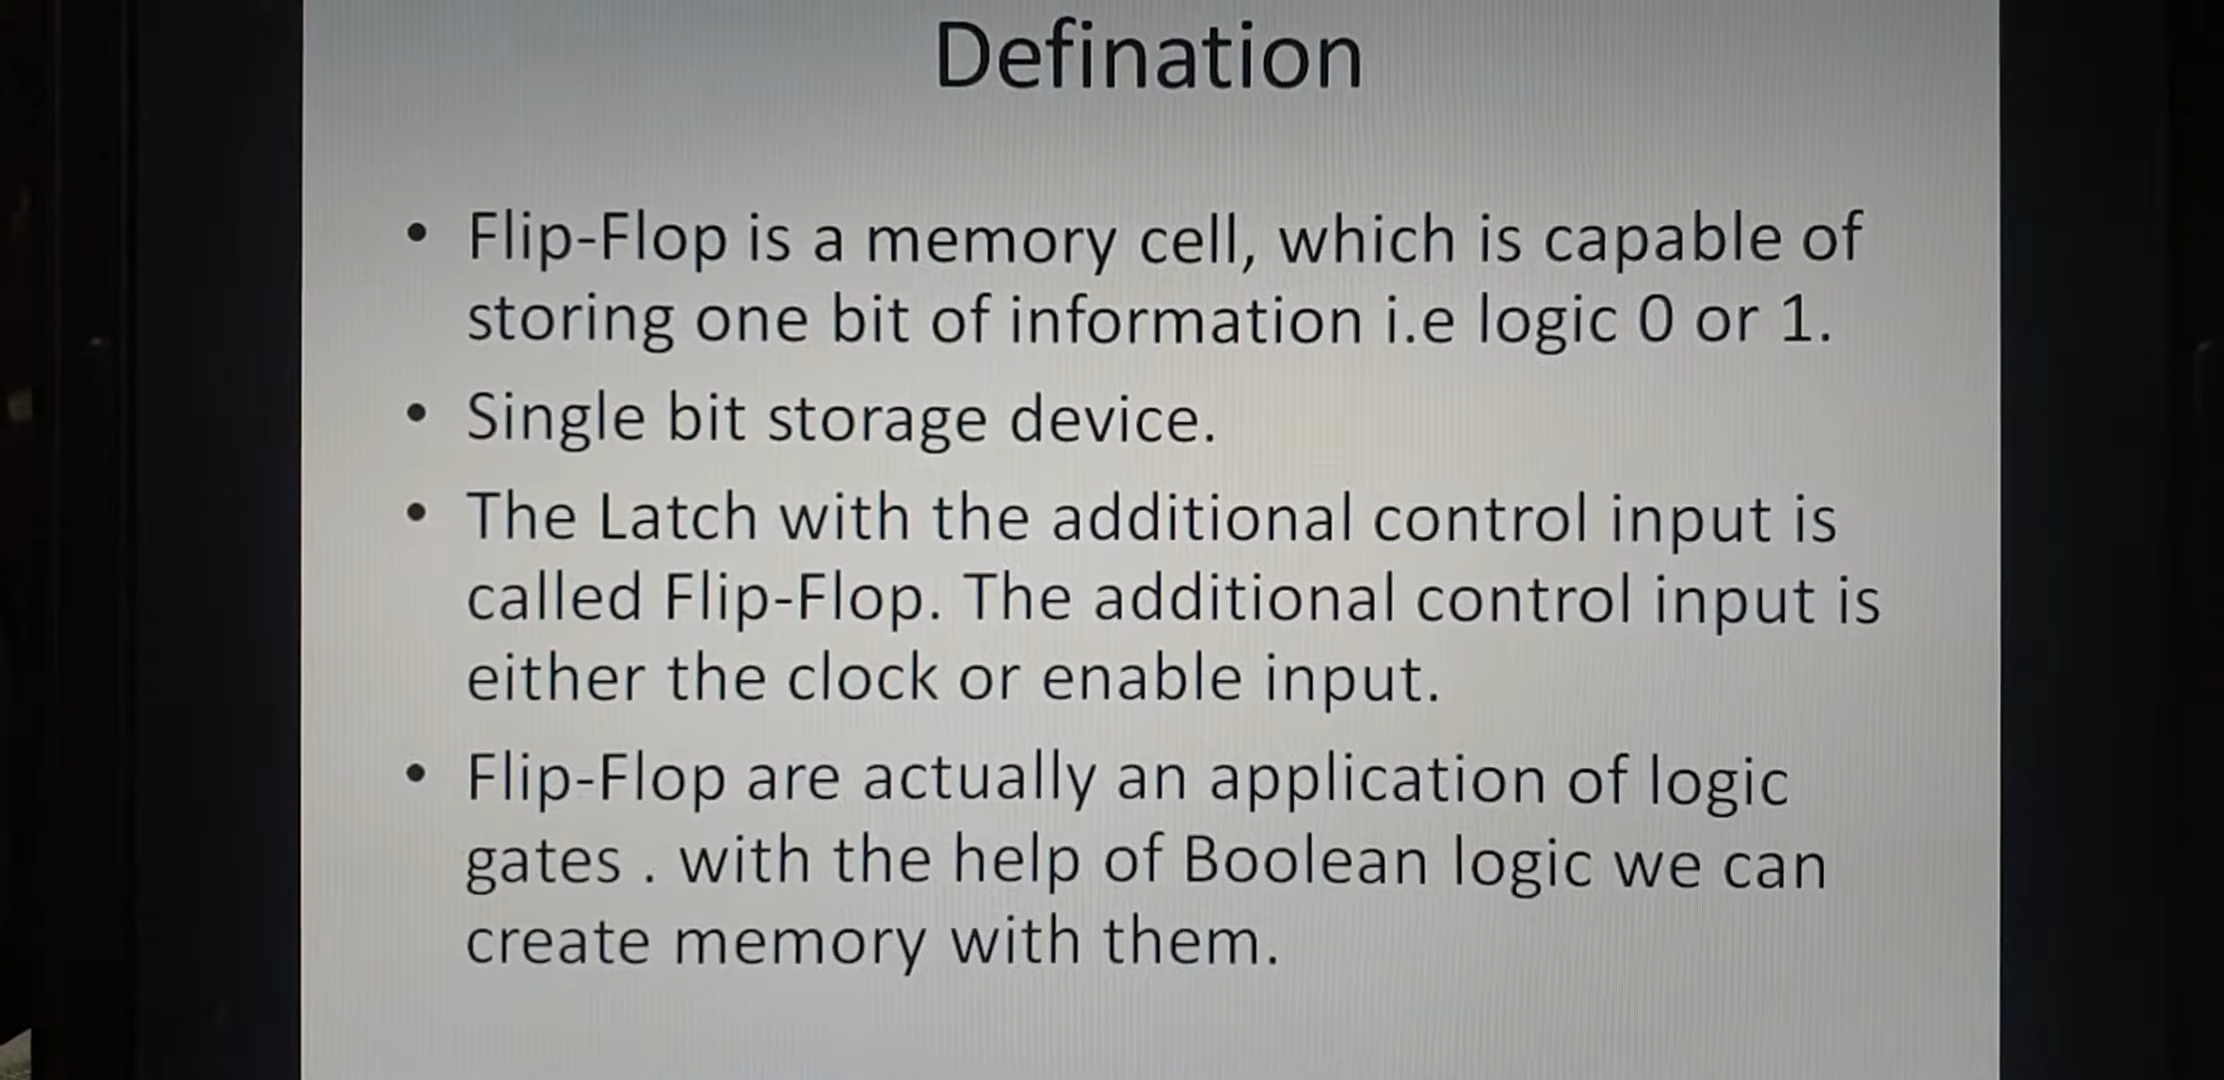 Defination
• Flip-Flop is a memory cell, which is capable of
storing one bit of information i.e logic 0 or 1.
• Single bit storage device.
• The Latch with the additional control input is
called Flip-Flop. The additional control input is
either the clock or enable input.
• Flip-Flop are actually an application of logic
gates . with the help of Boolean logic we can
create memory with them.